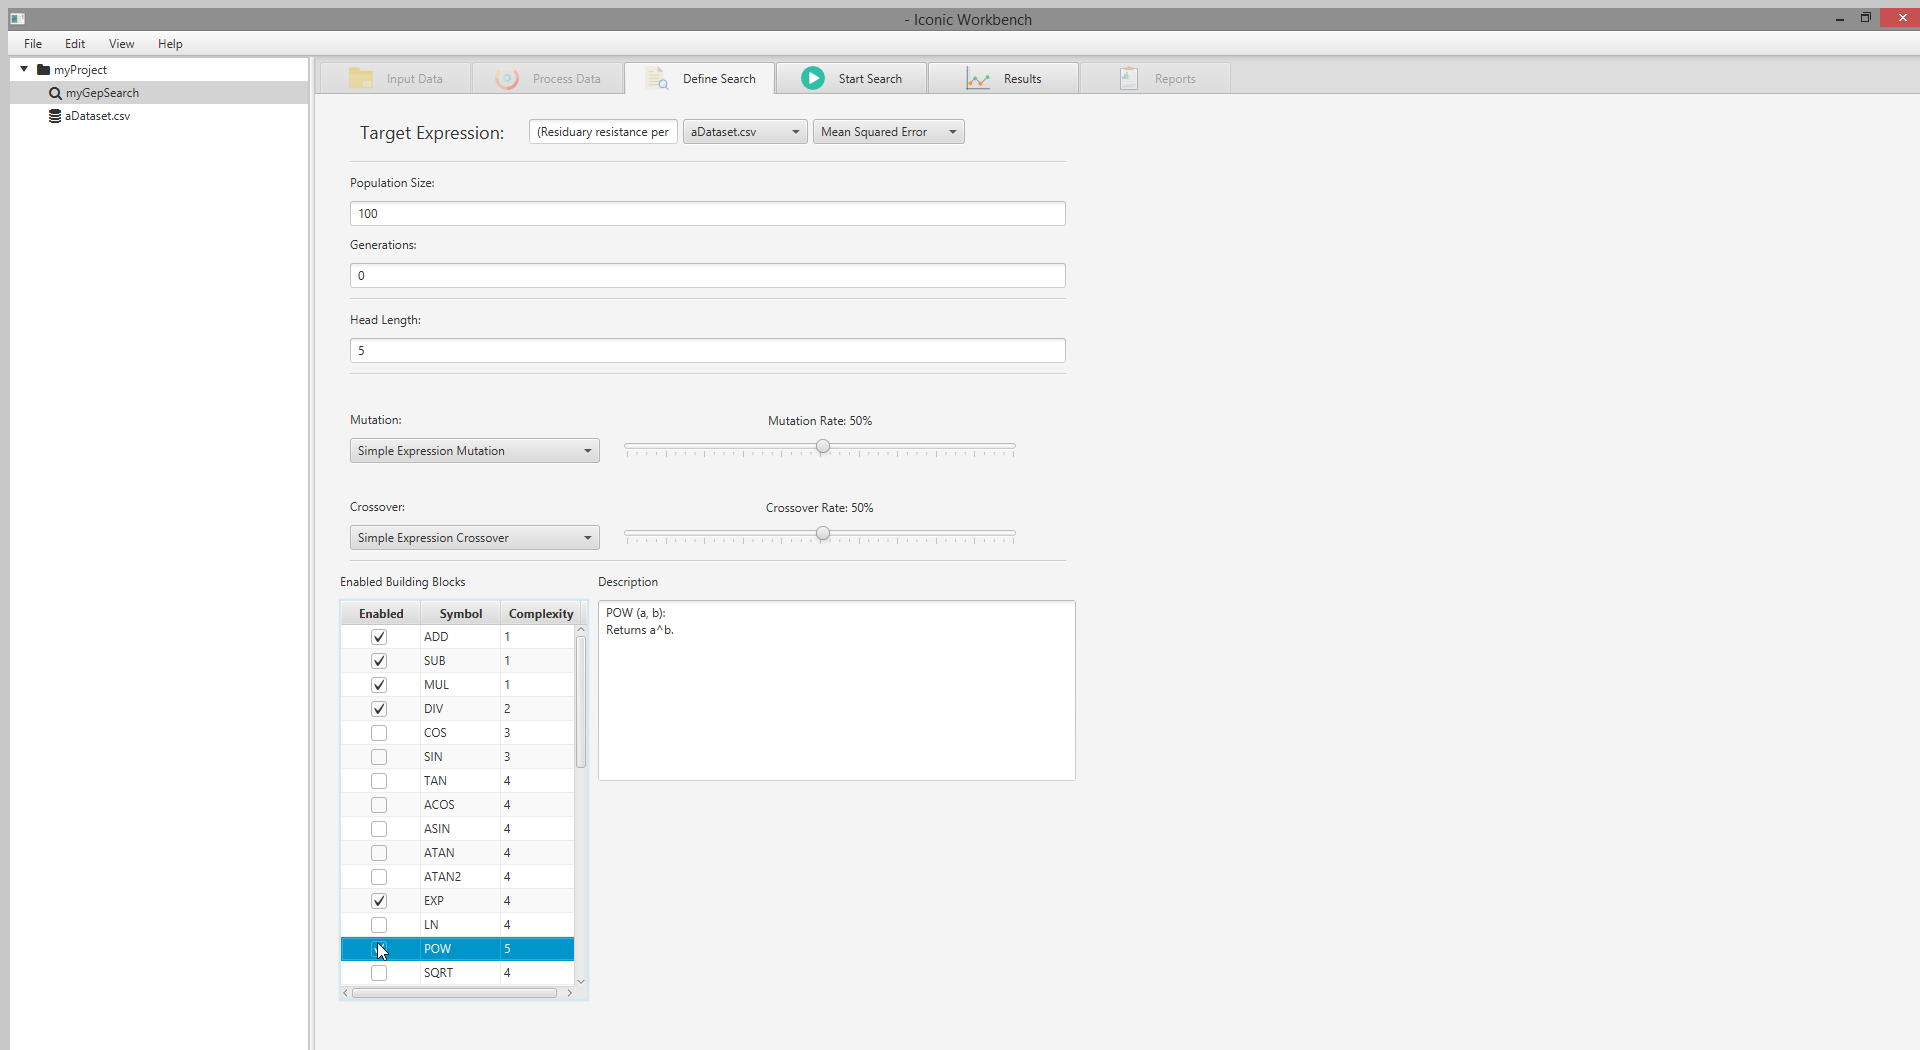 - Iconic Workbench
File Edit View Help
myProject
myGepSearch
aDataset.csv
Input Data Process Data Define Search Start Search Results Reports
Target Expression: (Residuary resistance per aDataset.csv Mean Squared Error
Population Size:
100
Generations:
0
Head Length:
5
Mutation: Mutation Rate: 50%
Simple Expression Mutation
Crossover: Crossover Rate: 50%
Simple Expression Crossover
Enabled Building Blocks Description
Enabled Symbol Complexity
ADD 1
SUB 1
MUL 1
DIV 2
COS 3
SIN 3
TAN 4
ACOS 4
ASIN 4
ATAN 4
ATAN2 4
EXP 4
LN 4
POW 5
SQRT 4
POW (a, b):
Returns a^b.